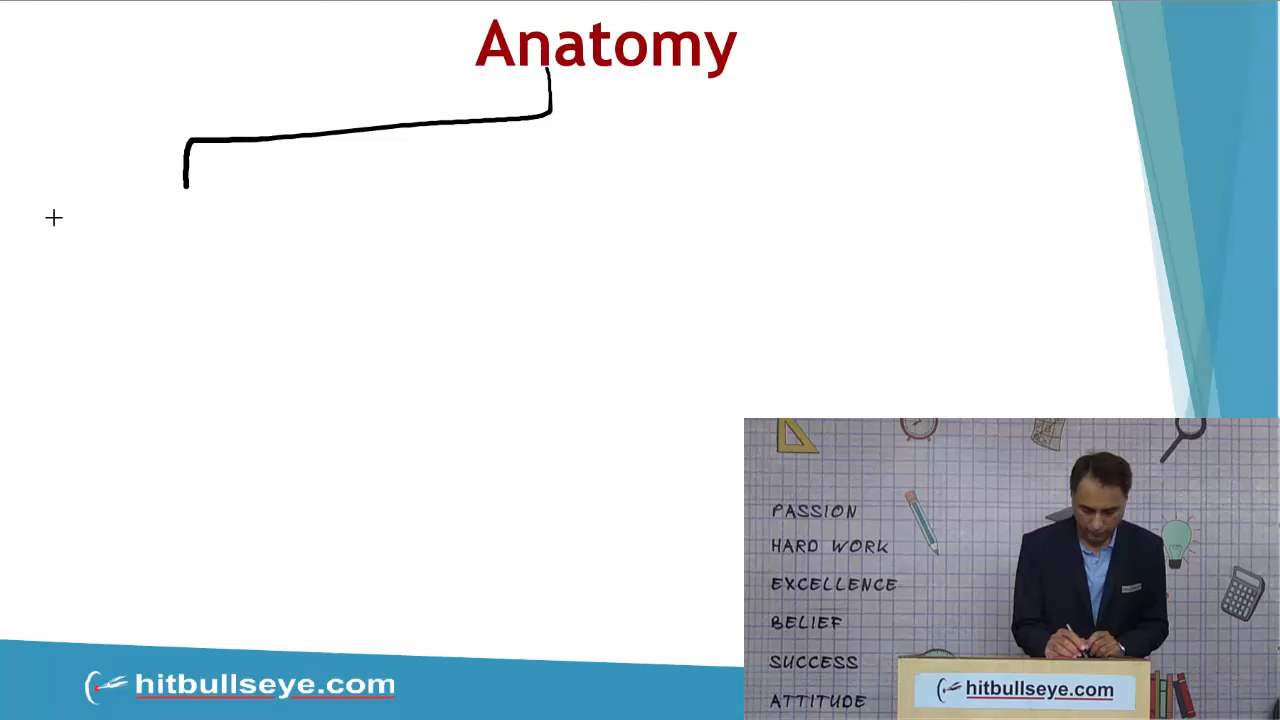 Anatomy
PASSION
HARD WORK
EXCELLENCE
BELIEF
SUCCESS
ATTITUDE
hitbullseye.com
hitbullseye.com